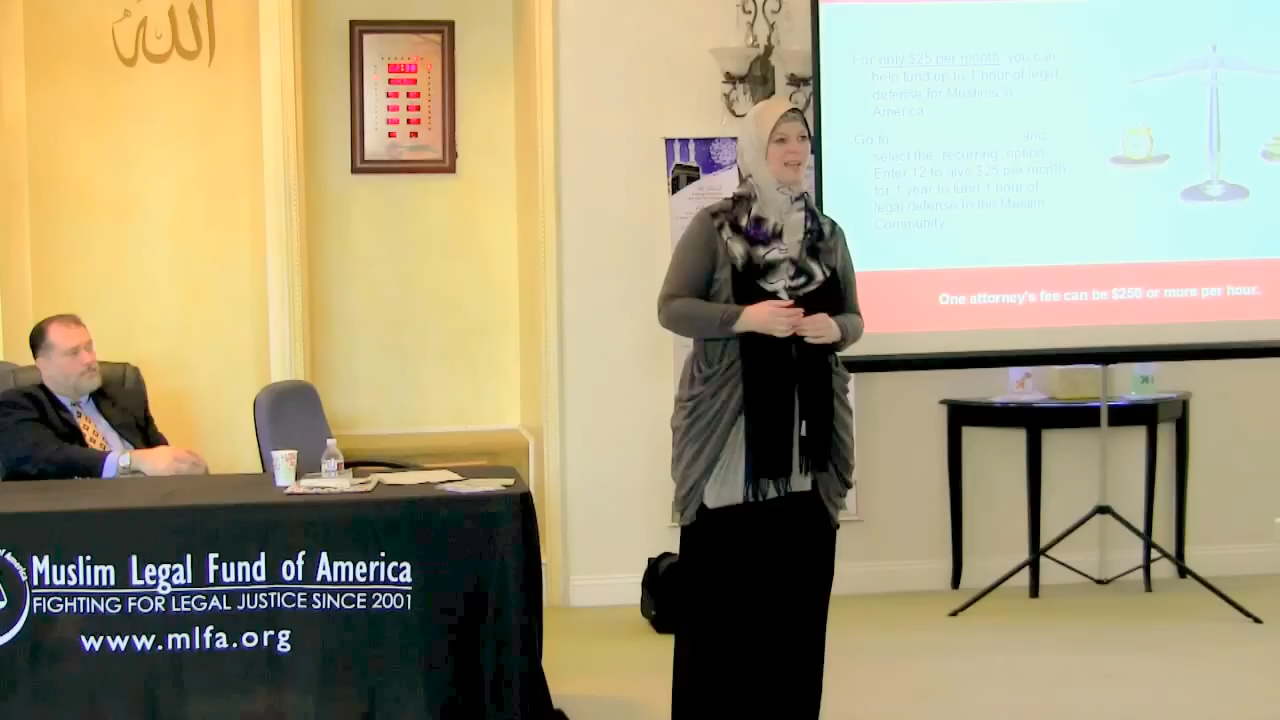 الله
For only $25 per month, you can
help fund up to 1 hour of legal
defense for Muslims in
America.
Go to and
select the "recurring" option.
Enter 12 to give $25 per month
for 1 year to fund 1 hour of
legal defense to the Muslim
Community.
One attorney's fee can be $250 or more per hour.
Muslim Legal Fund of America
FIGHTING FOR LEGAL JUSTICE SINCE 2001
www.mlfa.org